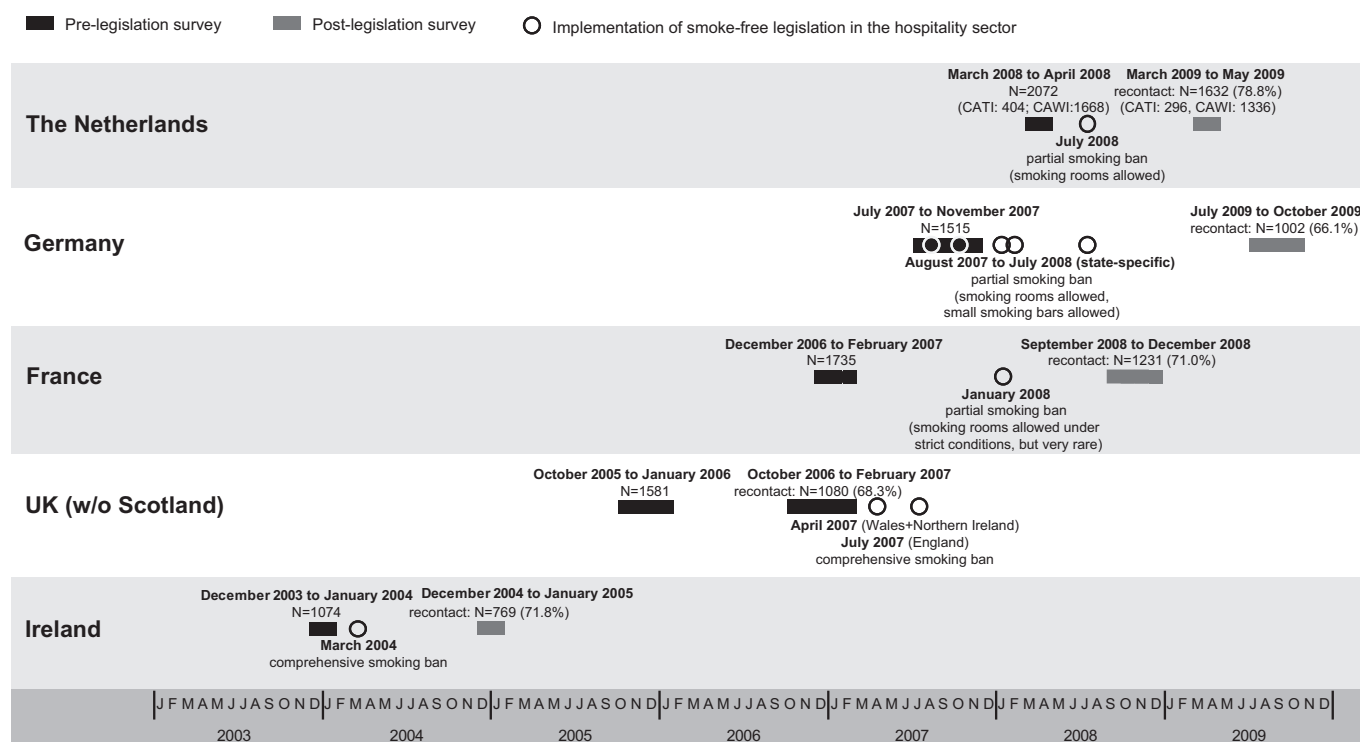 Pre-legislation survey Post-legislation survey Implementation of smoke-free legislation in the hospitality sector
The Netherlands
March 2008 to April 2008 March 2009 to May 2009
N=2072 recontact: N=1632 (78.8%)
(CATI: 404; CAWI:1668) (CATI: 296, CAWI: 1336)
July 2008
partial smoking ban
(smoking rooms allowed)
Germany
July 2007 to November 2007 July 2009 to October 2009
N=1515 recontact: N=1002 (66.1%)
August 2007 to July 2008 (state-specific)
partial smoking ban
(smoking rooms allowed,
small smoking bars allowed)
France
December 2006 to February 2007 September 2008 to December 2008
N=1735 recontact: N=1231 (71.0%)
January 2008
partial smoking ban
(smoking rooms allowed under
strict conditions, but very rare)
UK (w/o Scotland)
October 2005 to January 2006 October 2006 to February 2007
N=1581 recontact: N=1080 (68.3%)
April 2007 (Wales+Northern Ireland)
July 2007 (England)
comprehensive smoking ban
Ireland
December 2003 to January 2004 December 2004 to January 2005
N=1074 recontact: N=769 (71.8%)
March 2004
comprehensive smoking ban
J F M A M J J A S O N D J F M A M J J A S O N D J F M A M J J A S O N D J F M A M J J A S O N D J F M A M J J A S O N D J F M A M J J A S O N D J F M A M J J A S O N D
2003 2004 2005 2006 2007 2008 2009